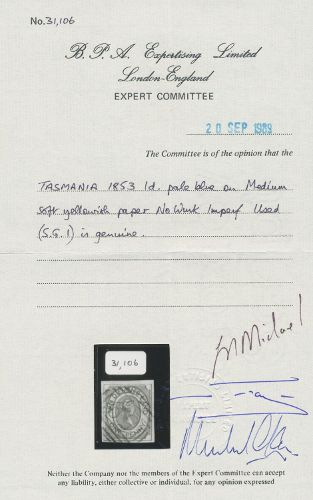 No. 31,106
B.P.A. Expertising Limited
London-England
EXPERT COMMITTEE
20 SEP 1989
The Committee is of the opinion that the
TASMANIA 1853 1d. pale blue on Medium
soft yellowish paper No Wmk Imperf Used
(S.G.1) is genuine.
31,106
Neither the Company nor the members of the Expert Committee can accept
any liability, either collective or individual, for any opinion expressed